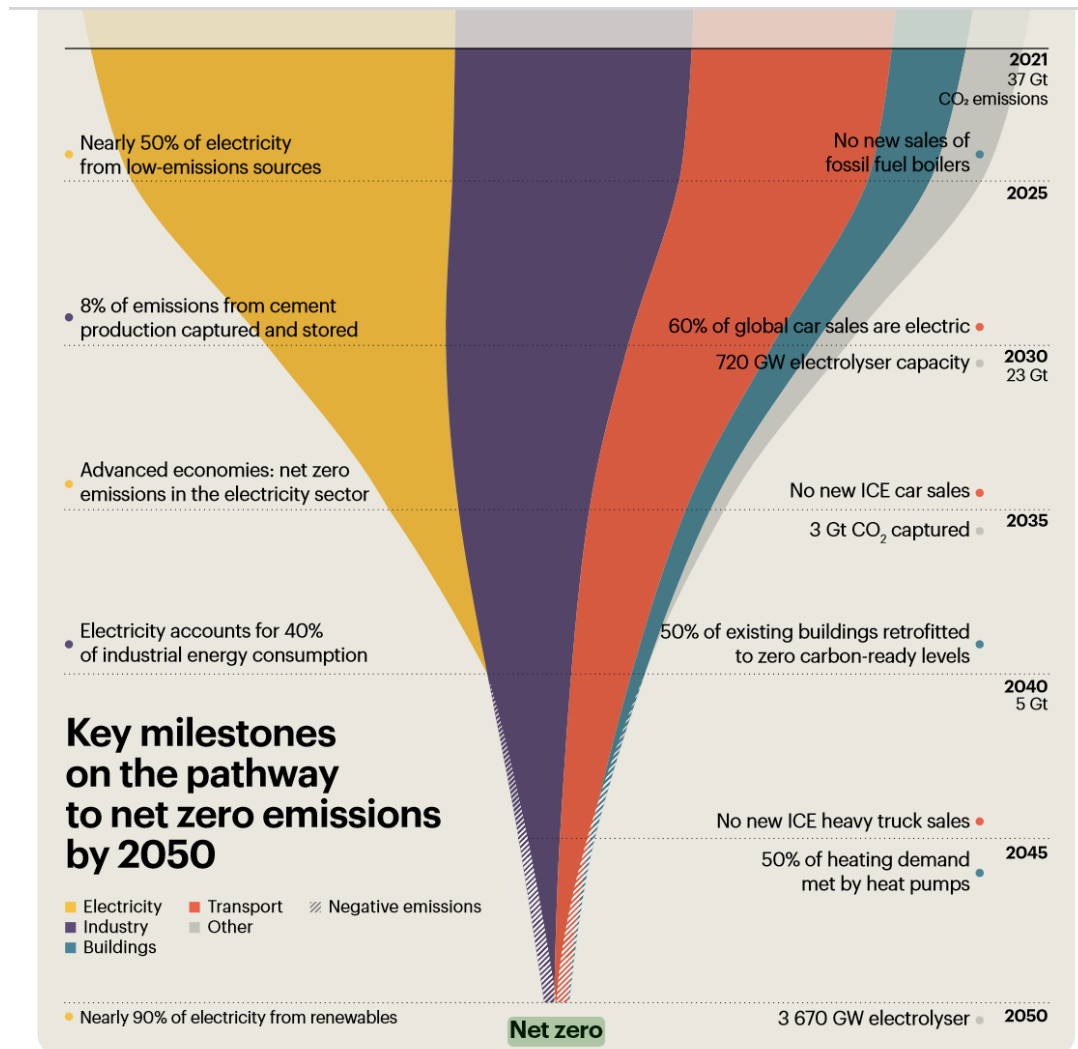 2021
37 Gt
CO₂ emissions
Nearly 50% of electricity
from low-emissions sources
No new sales of
fossil fuel boilers
2025
8% of emissions from cement
production captured and stored
60% of global car sales are electric
720 GW electrolyser capacity
2030
23 Gt
Advanced economies: net zero
emissions in the electricity sector
No new ICE car sales
2035
3 Gt CO₂ captured
Electricity accounts for 40%
of industrial energy consumption
50% of existing buildings retrofitted
to zero carbon-ready levels
2040
5 Gt
Key milestones
on the pathway
to net zero emissions
by 2050
No new ICE heavy truck sales
2045
50% of heating demand
met by heat pumps
Electricity
Transport
Negative emissions
Industry
Other
Buildings
Nearly 90% of electricity from renewables
Net zero
3 670 GW electrolyser
2050